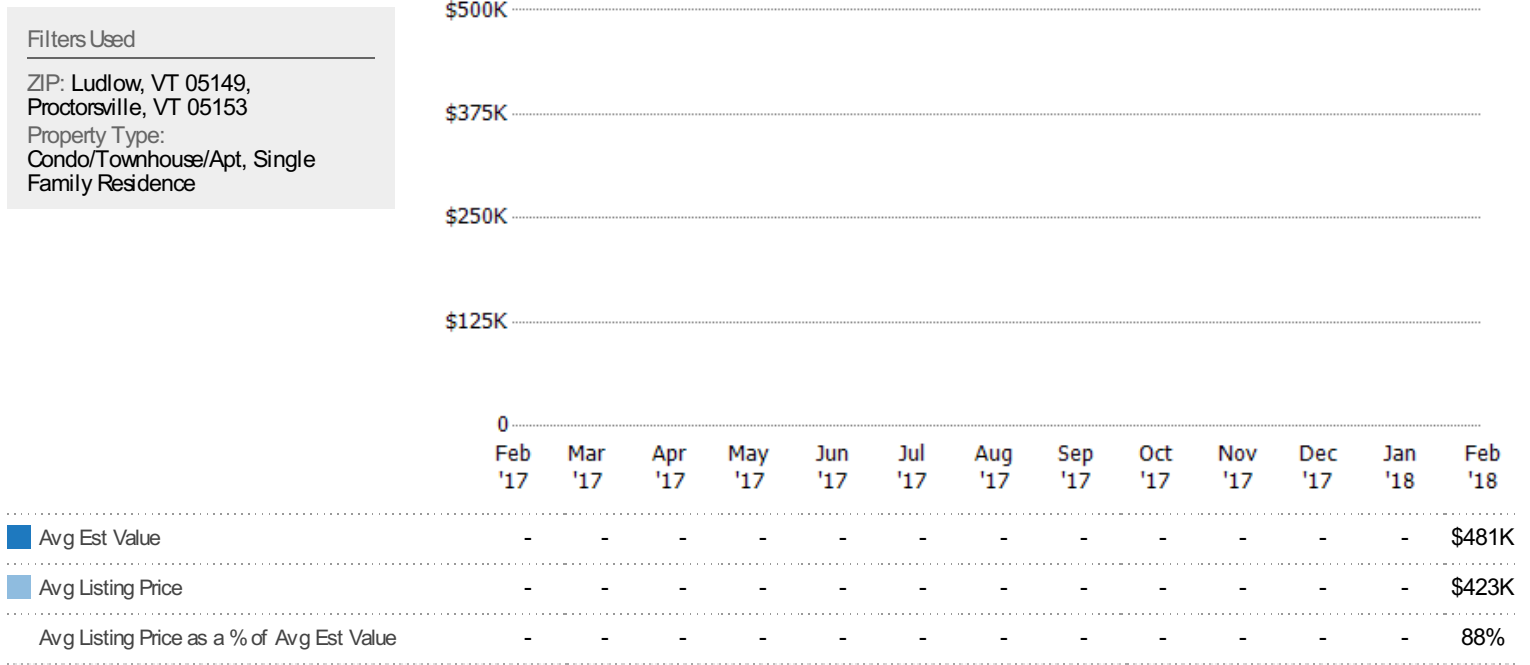 Filters Used
ZIP: Ludlow, VT 05149,
Proctorsville, VT 05153
Property Type:
Condo/Townhouse/Apt, Single
Family Residence
$500K
$375K
$250K
$125K
0
Feb Mar Apr May Jun Jul Aug Sep Oct Nov Dec Jan Feb
'17 '17 '17 '17 '17 '17 '17 '17 '17 '17 '17 '18 '18
Avg Est Value - - - - - - - - - - - - $481K
Avg Listing Price - - - - - - - - - - - - $423K
Avg Listing Price as a % of Avg Est Value - - - - - - - - - - - - 88%